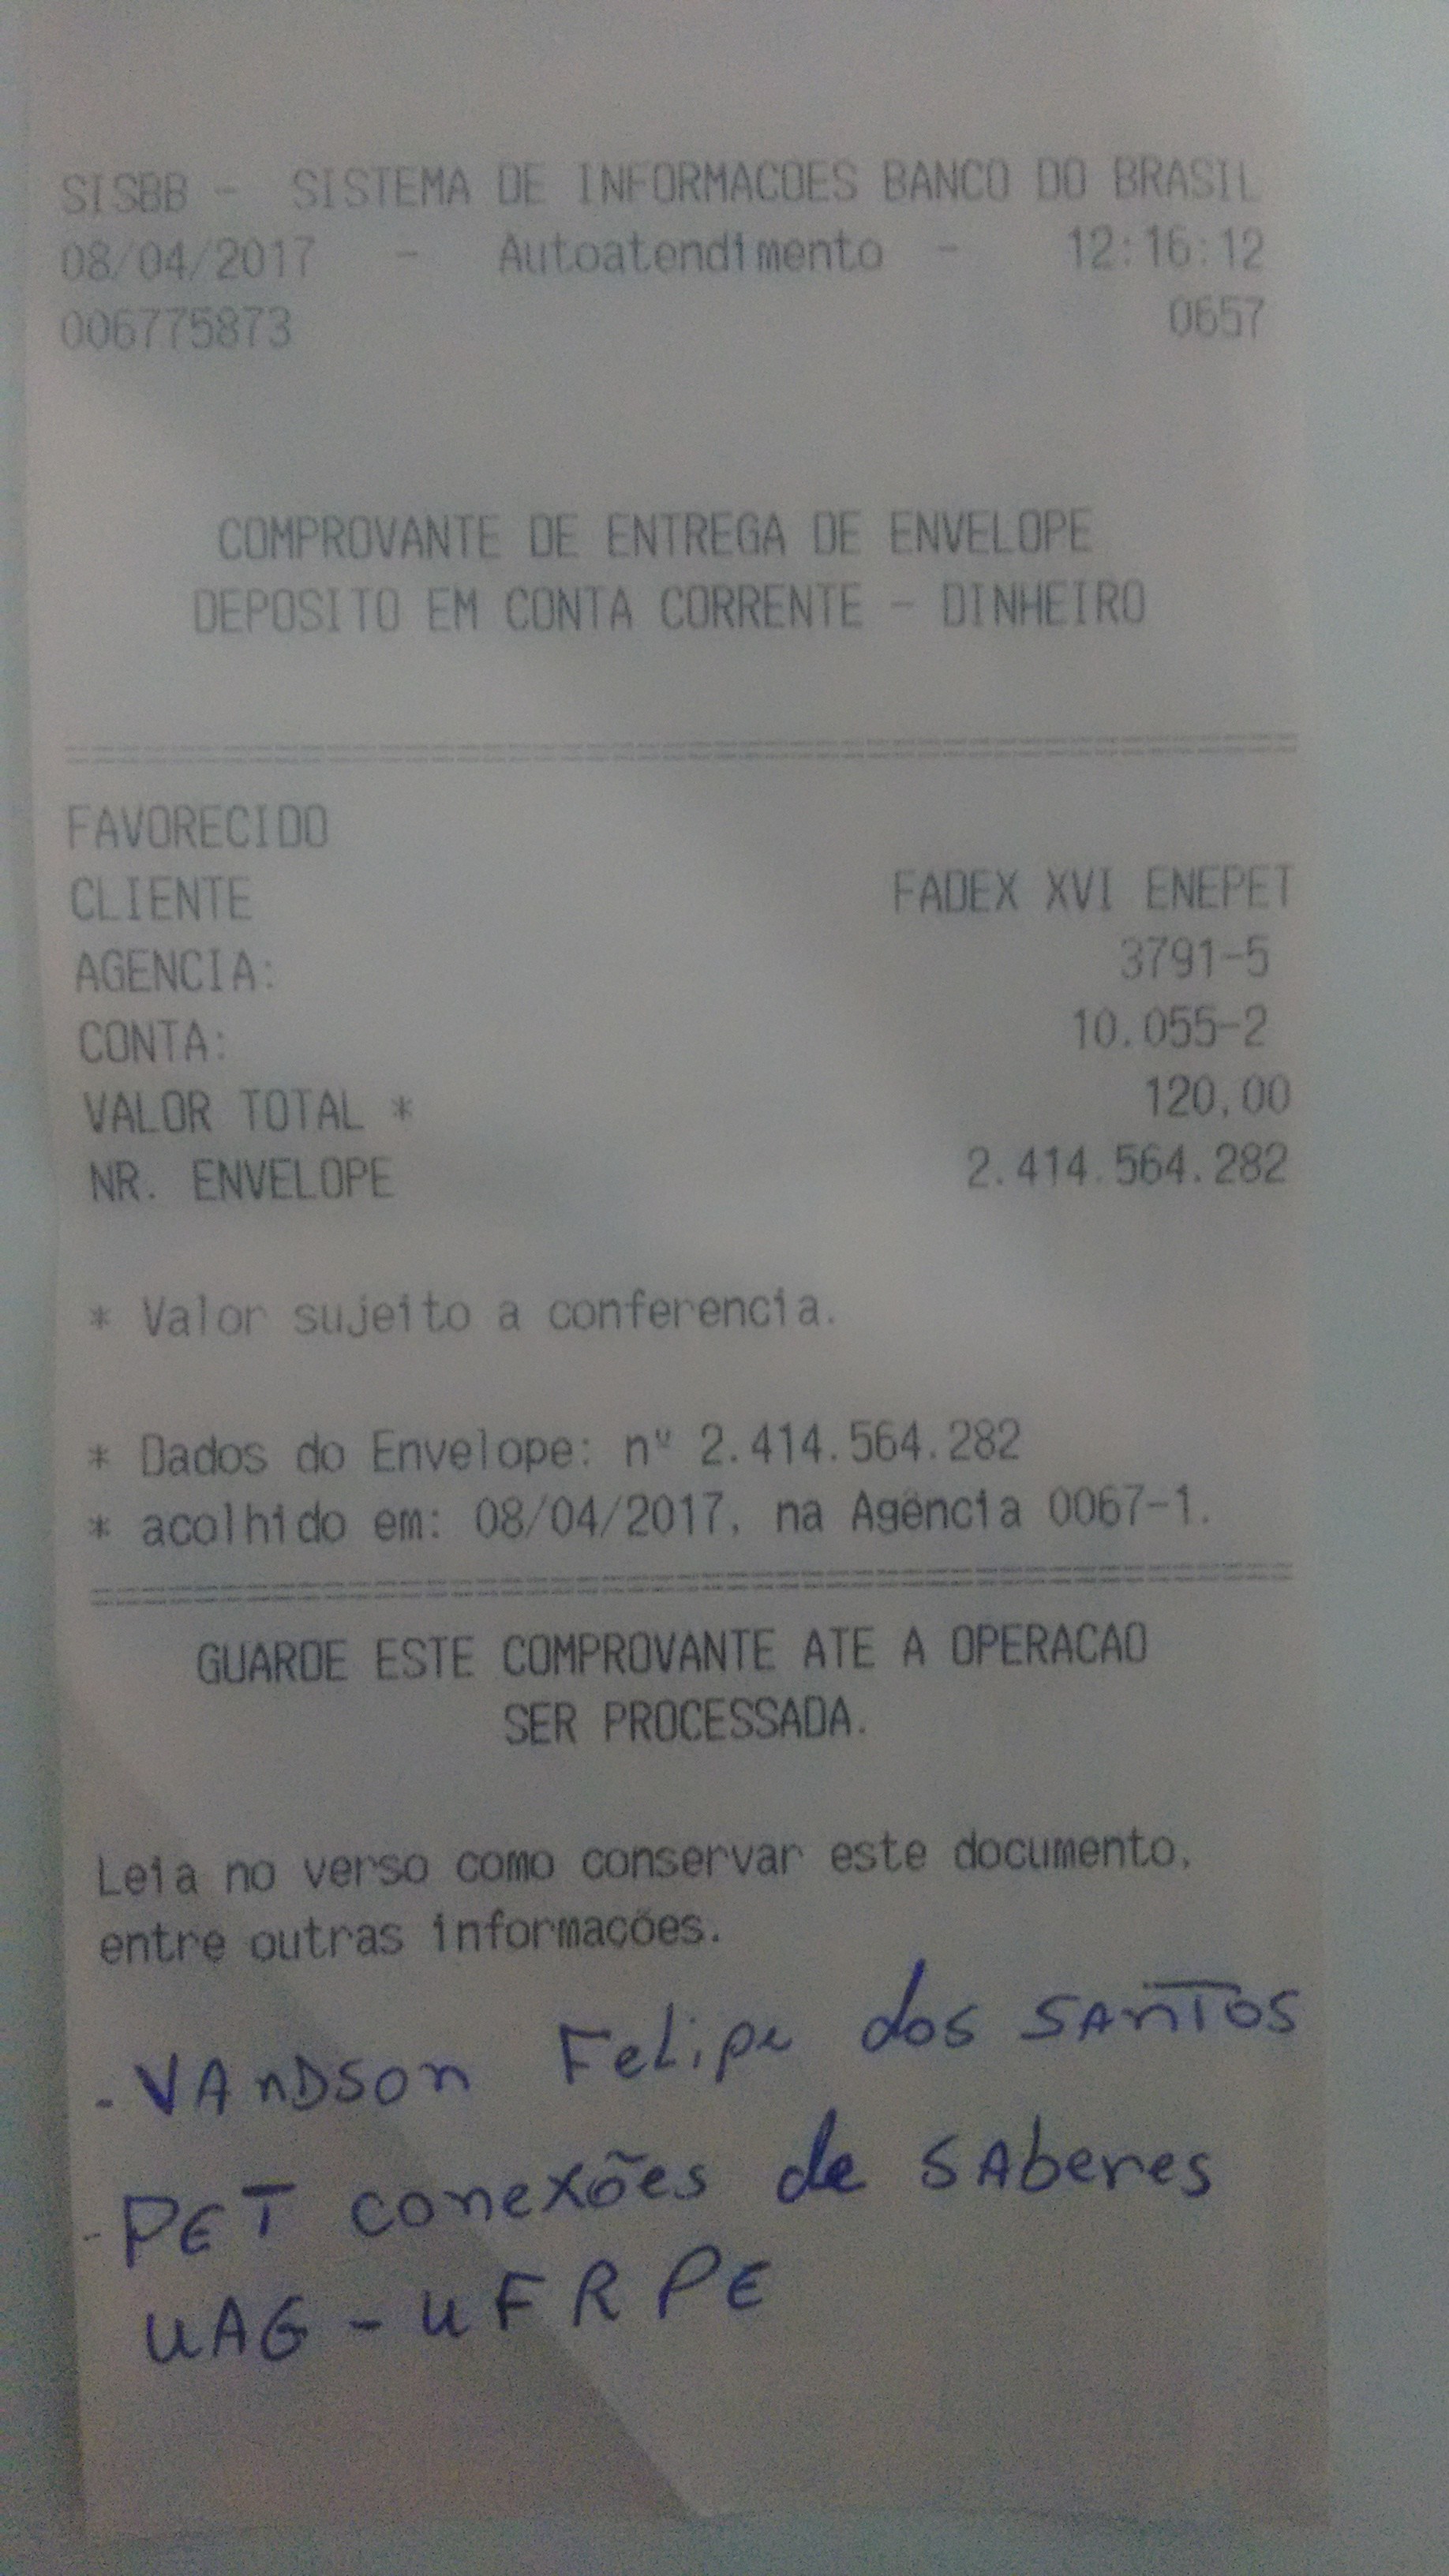 SISBB - SISTEMA DE INFORMACOES BANCO DO BRASIL
08/04/2017 - Autoatendimento - 12:16:12
006775873 0657
COMPROVANTE DE ENTREGA DE ENVELOPE
DEPOSITO EM CONTA CORRENTE - DINHEIRO
FAVORECIDO
CLIENTE FADEX XVI ENEPET
AGENCIA: 3791-5
CONTA: 10.055-2
VALOR TOTAL * 120,00
NR. ENVELOPE 2.414.564.282
* Valor sujeito a conferencia.
* Dados do Envelope: nº 2.414.564.282
* acolhido em: 08/04/2017, na Agência 0067-1.
GUARDE ESTE COMPROVANTE ATE A OPERACAO
SER PROCESSADA.
Leia no verso como conservar este documento,
entre outras informações.
- VAnDSon Felipe dos SAnTOS
- PET conexões de SAberes
UAG - UFRPE